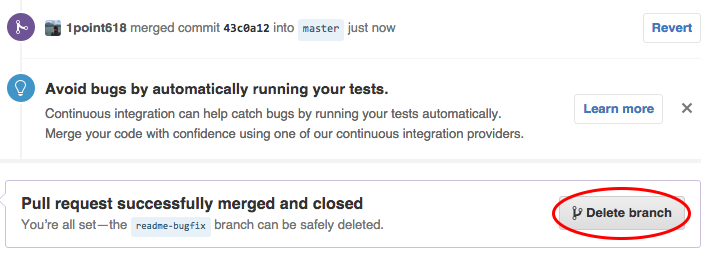 1point618 merged commit 43c0a12 into master just now Revert
Avoid bugs by automatically running your tests.
Continuous integration can help catch bugs by running your tests automatically.
Merge your code with confidence using one of our continuous integration providers.
Learn more
Pull request successfully merged and closed
You're all set—the readme-bugfix branch can be safely deleted.
Delete branch